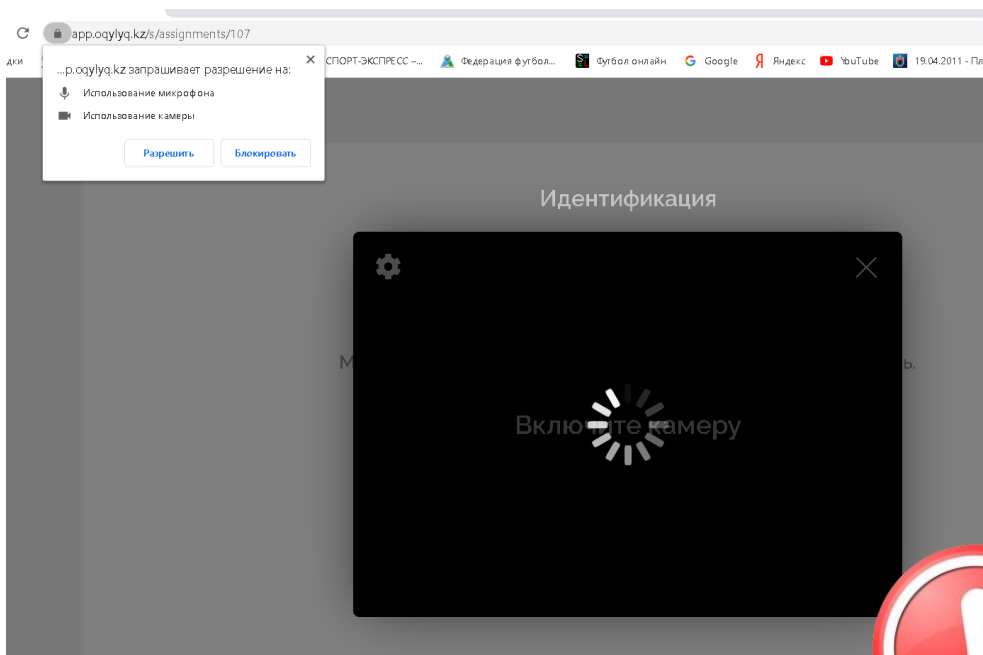 app.oqylyq.kz/s/assignments/107
дки
СПОРТ-ЭКСПРЕСС –... Федерация футбол... Футбол онлайн Google Яндекс YouTube 19.04.2011 - Пл
...p.oqylyq.kz запрашивает разрешение на:
Использование микрофона
Использование камеры
Разрешить Блокировать
Идентификация
М
ь.
Включите камеру